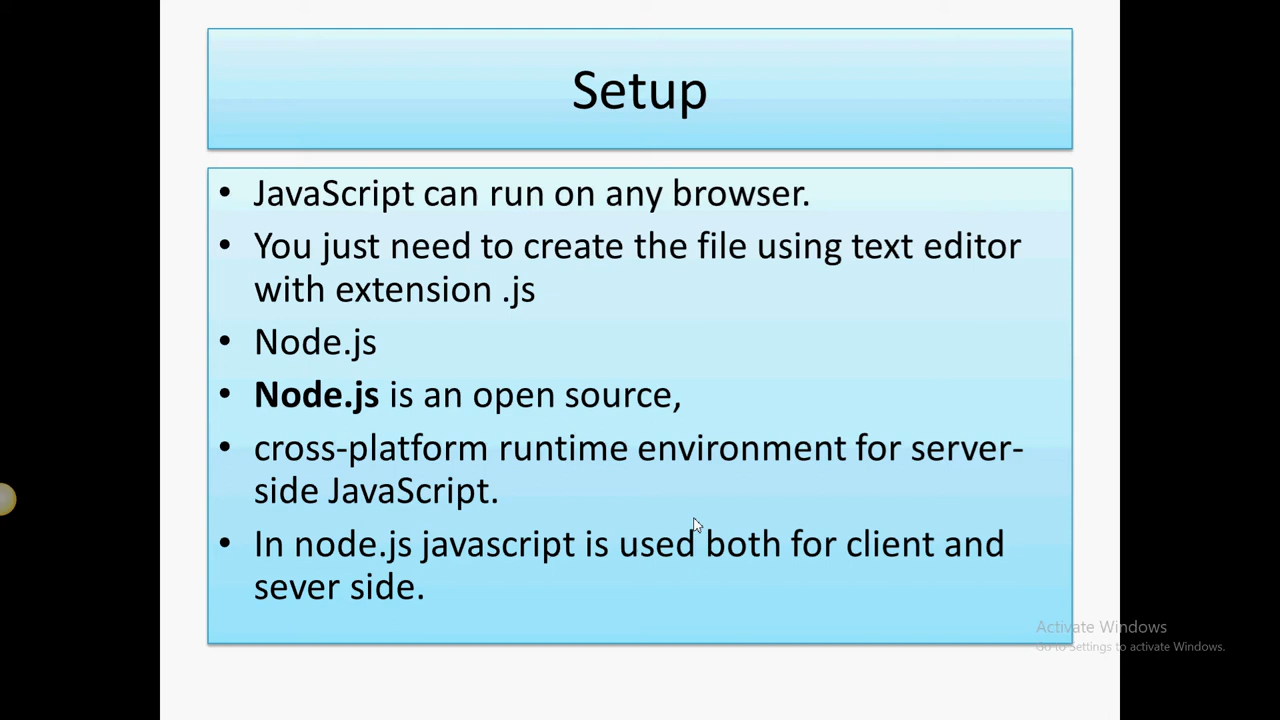 Setup
• JavaScript can run on any browser.
• You just need to create the file using text editor
with extension .js
• Node.js
• Node.js is an open source,
• cross-platform runtime environment for server-
side JavaScript.
• In node.js javascript is used both for client and
sever side.
Activate Windows
Go to Settings to activate Windows.